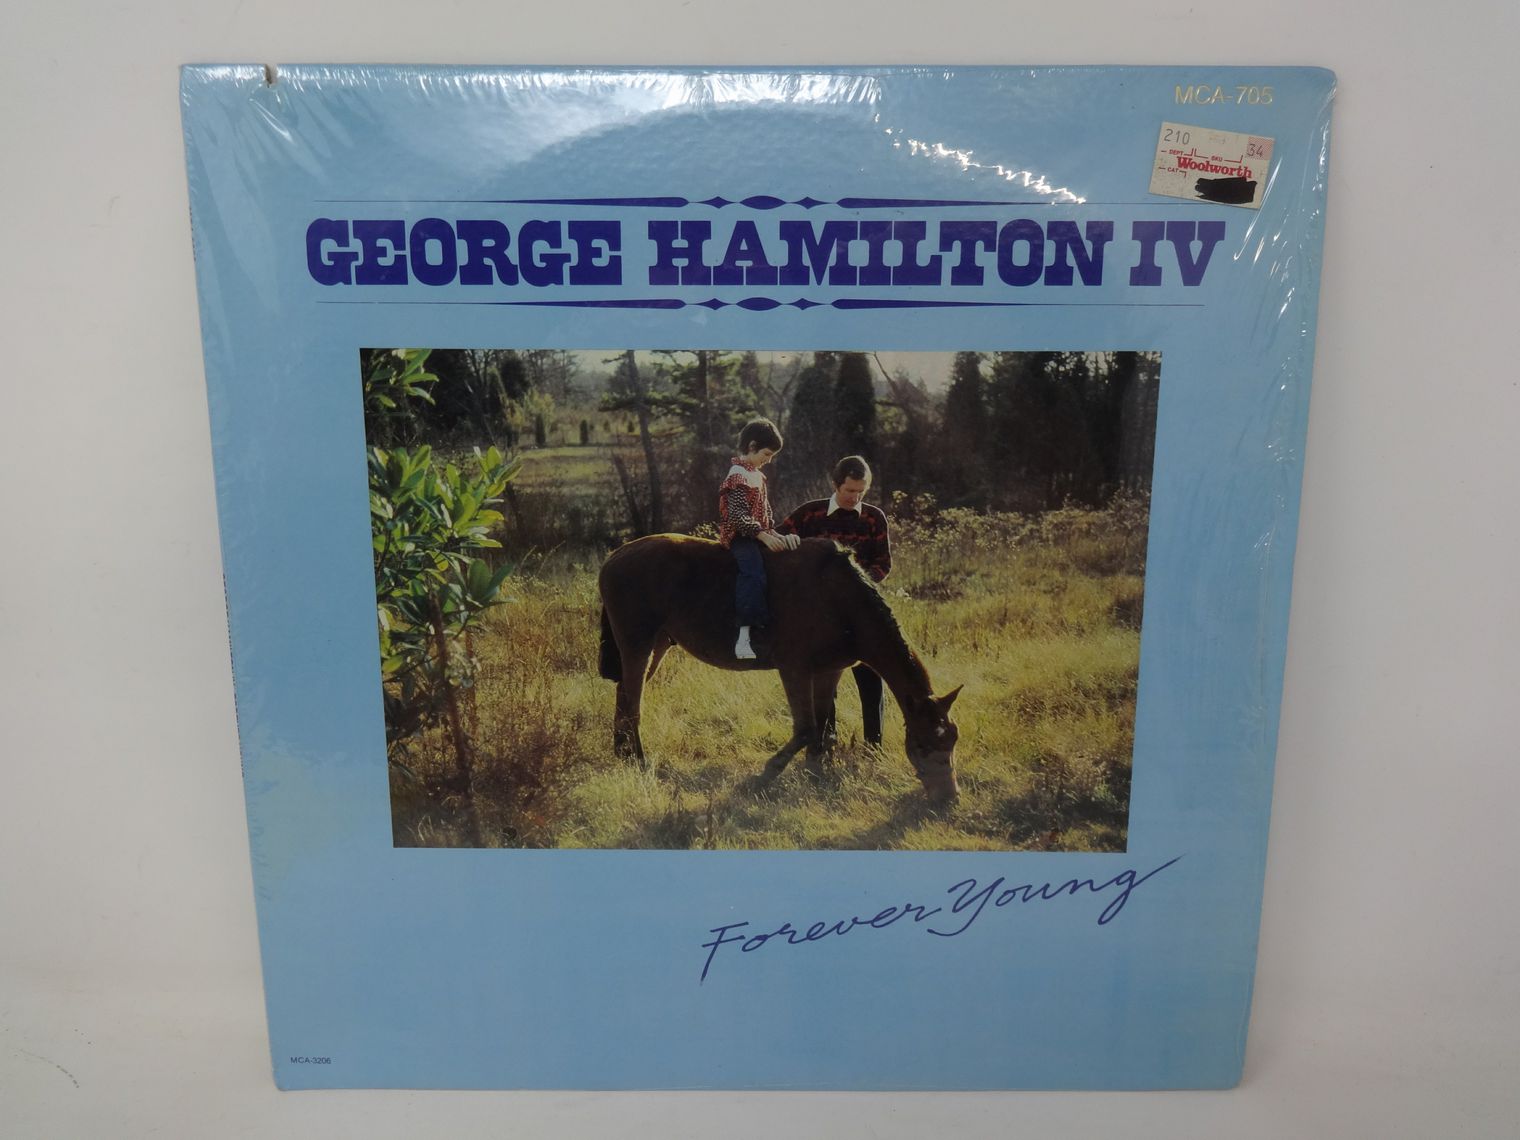 MCA-705
210
34
DEPT
SKU
CAT
Woolworth
GEORGE HAMILTON IV
Forever Young
MCA-3206